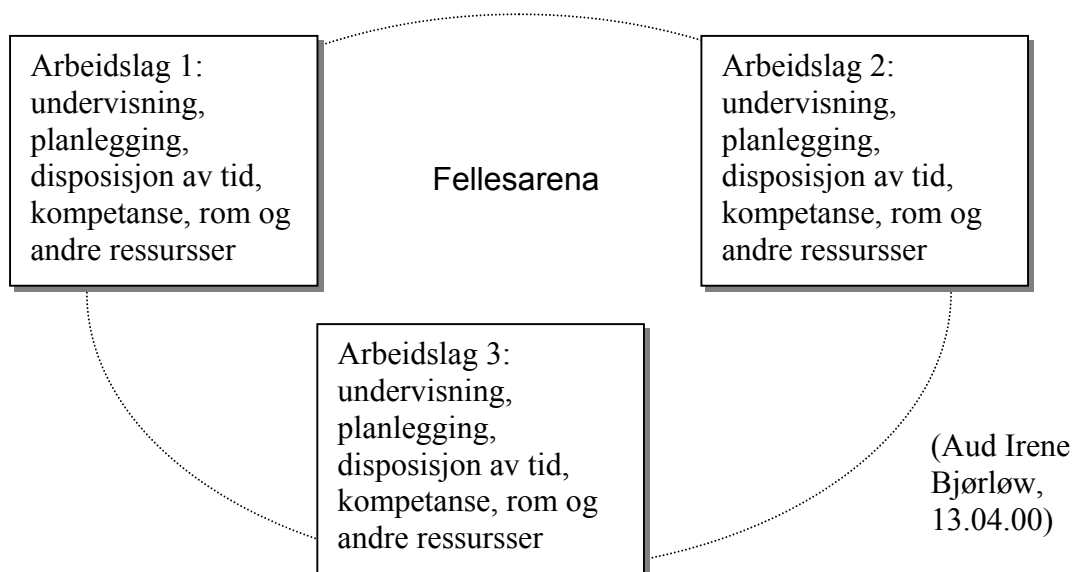 Arbeidslag 1:
undervisning,
planlegging,
disposisjon av tid,
kompetanse, rom og
andre ressursser
Fellesarena
Arbeidslag 2:
undervisning,
planlegging,
disposisjon av tid,
kompetanse, rom og
andre ressursser
Arbeidslag 3:
undervisning,
planlegging,
disposisjon av tid,
kompetanse, rom og
andre ressursser
(Aud Irene
Bjørløw,
13.04.00)